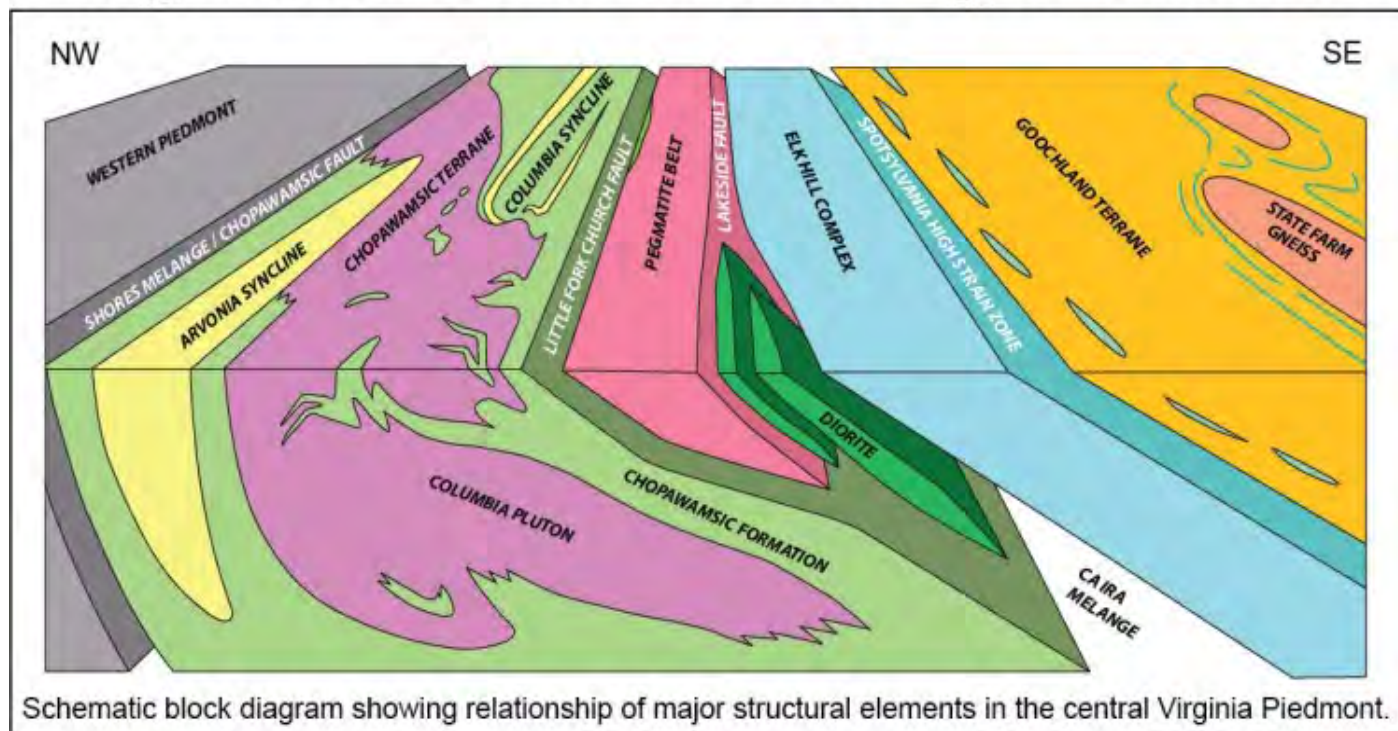 NW
SE
WESTERN PIEDMONT
SHORES MELANGE / CHOPAWAMSIC FAULT
ARVONIA SYNCLINE
CHOPAWAMSIC TERRANE
COLUMBIA SYNCLINE
LITTLE FORK CHURCH FAULT
PEGMATITE BELT
LAKESIDE FAULT
ELK HILL COMPLEX
SPOTSYLVANIA HIGH STRAIN ZONE
GOOCHLAND TERRANE
STATE FARM
GNEISS
COLUMBIA PLUTON
CHOPAWAMSIC FORMATION
DIORITE
CAIRA
MELANGE
Schematic block diagram showing relationship of major structural elements in the central Virginia Piedmont.